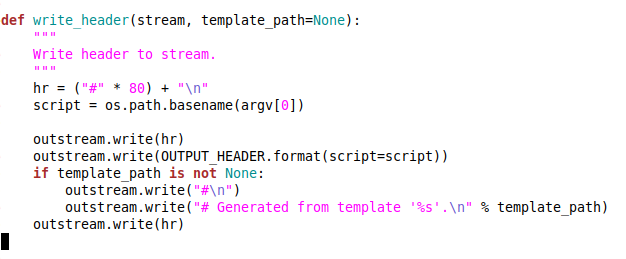 def write_header(stream, template_path=None):
    """
    Write header to stream.
    """
    hr = ("#" * 80) + "\n"
    script = os.path.basename(argv[0])

    outstream.write(hr)
    outstream.write(OUTPUT_HEADER.format(script=script))
    if template_path is not None:
        outstream.write("#\n")
        outstream.write("# Generated from template '%s'.\n" % template_path)
    outstream.write(hr)